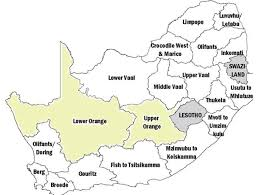 Limpopo
Luvuvhu/
Letaba
Crocodile West
& Marico
Olifants
Inkomati
SWAZI
LAND
Lower Vaal
Upper Vaal
Usutu to
Mhlatuze
Middle Vaal
Thukela
Lower Orange
Upper
Orange
LESOTHO
Mvoti to
Umzim
kulu
Olifants/
Doring
Mzimvubu to
Keiskamma
Fish to Tsitsikamma
Berg
Gouritz
Breede